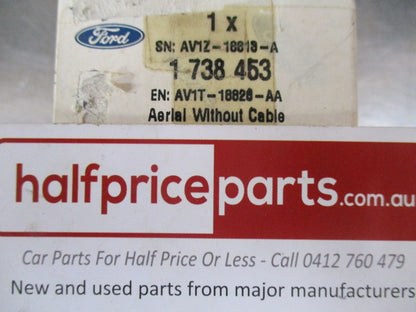 1 x
Ford
SN: AV1Z-18813-A
1 738 453
EN: AV1T-18828-AA
Aerial Without Cable
halfpriceparts.com.au
Car Parts For Half Price Or Less - Call 0412 760 479
New and used parts from major manufacturers